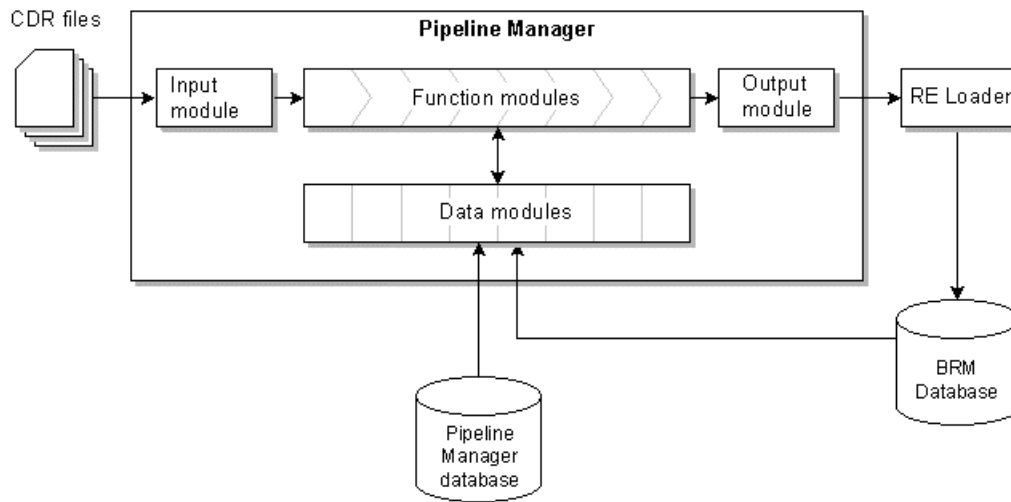 CDR files
Pipeline Manager
Input
module
Function modules
Output
module
RE Loader
Data modules
BRM
Database
Pipeline
Manager
database